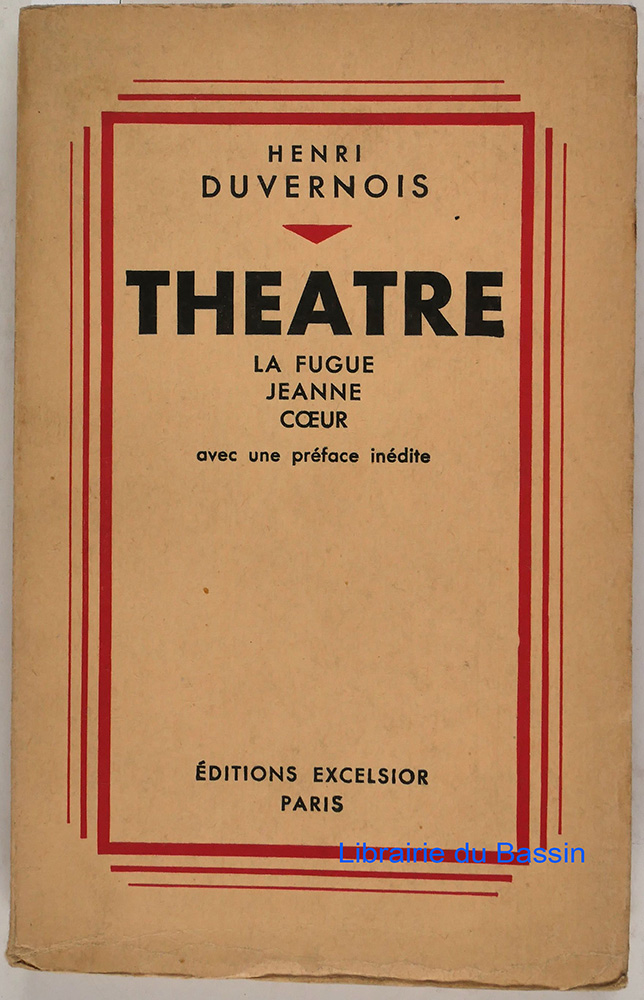 HENRI
DUVERNOIS
THEATRE
LA FUGUE
JEANNE
CŒUR
avec une préface inédite
ÉDITIONS EXCELSIOR
PARIS
Librairie du Bassin